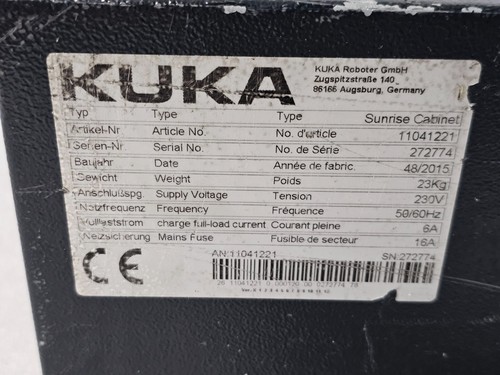 KUKA
KUKA Roboter GmbH
Zugspitzstraße 140
86166 Augsburg, Germany
Typ Type Type Sunrise Cabinet
Artikel-Nr Article No. No. d'article 11041221
Serien-Nr Serial No. No. de Série 272774
Baujahr Date Année de fabric. 48/2015
Gewicht Weight Poids 23Kg
Anschlußspg. Supply Voltage Tension 230V
Netzfrequenz Frequency Fréquence 50/60Hz
Vollaststrom charge full-load current Courant pleine 6A
Netzsicherung Mains Fuse Fusible de secteur 16A
CE
AN:11041221 SN:272774